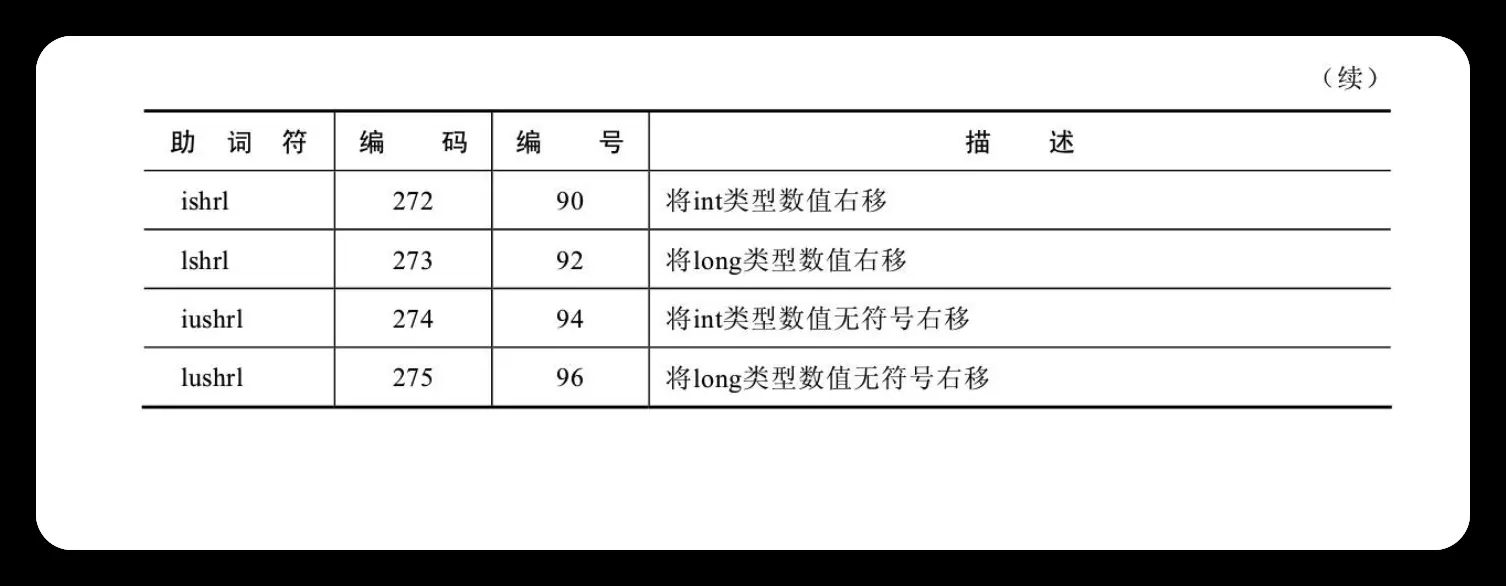 （续）
助词符 编码 编号 描述
ishrl 272 90 将int类型数值右移
lshrl 273 92 将long类型数值右移
iushrl 274 94 将int类型数值无符号右移
lushrl 275 96 将long类型数值无符号右移